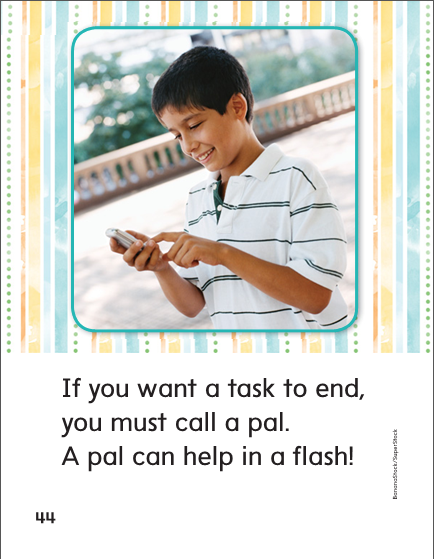 If you want a task to end,
you must call a pal.
A pal can help in a flash!
BananaStock/SuperStock
44